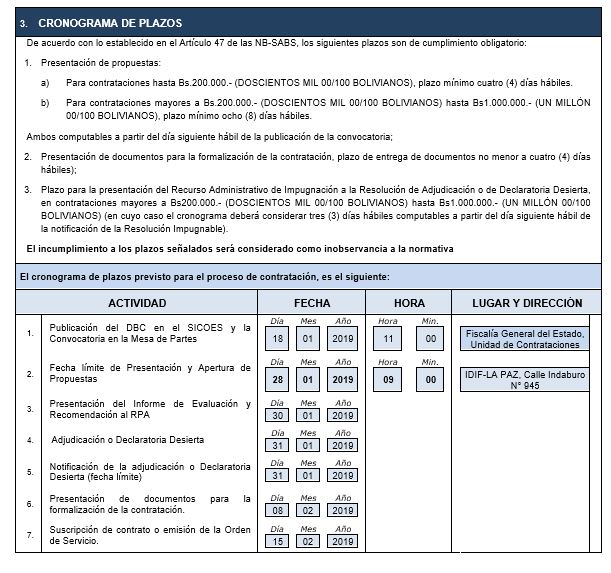 3. CRONOGRAMA DE PLAZOS
De acuerdo con lo establecido en el Artículo 47 de las NB-SABS, los siguientes plazos son de cumplimiento obligatorio:
1. Presentación de propuestas:
a) Para contrataciones hasta Bs.200.000.- (DOSCIENTOS MIL 00/100 BOLIVIANOS), plazo mínimo cuatro (4) días hábiles.
b) Para contrataciones mayores a Bs.200.000.- (DOSCIENTOS MIL 00/100 BOLIVIANOS) hasta Bs1.000.000.- (UN MILLÓN
00/100 BOLIVIANOS), plazo mínimo ocho (8) días hábiles.
Ambos computables a partir del día siguiente hábil de la publicación de la convocatoria;
2. Presentación de documentos para la formalización de la contratación, plazo de entrega de documentos no menor a cuatro (4) días
hábiles);
3. Plazo para la presentación del Recurso Administrativo de Impugnación a la Resolución de Adjudicación o de Declaratoria Desierta,
en contrataciones mayores a Bs200.000.- (DOSCIENTOS MIL 00/100 BOLIVIANOS) hasta Bs1.000.000.- (UN MILLÓN 00/100
BOLIVIANOS) (en cuyo caso el cronograma deberá considerar tres (3) días hábiles computables a partir del día siguiente hábil de
la notificación de la Resolución Impugnable).
El incumplimiento a los plazos señalados será considerado como inobservancia a la normativa
El cronograma de plazos previsto para el proceso de contratación, es el siguiente:
ACTIVIDAD FECHA HORA LUGAR Y DIRECCIÓN
Día Mes Año Hora Min.
1. Publicación del DBC en el SICOES y la
Convocatoria en la Mesa de Partes
18 01 2019 11 00
Fiscalía General del Estado,
Unidad de Contrataciones
Día Mes Año Hora Min.
2. Fecha límite de Presentación y Apertura de
Propuestas
28 01 2019 09 00
IDIF-LA PAZ, Calle Indaburo
N° 945
Día Mes Año
3. Presentación del Informe de Evaluación y
Recomendación al RPA
30 01 2019
Día Mes Año
4. Adjudicación o Declaratoria Desierta
31 01 2019
Día Mes Año
5. Notificación de la adjudicación o Declaratoria
Desierta (fecha límite)
31 01 2019
Día Mes Año
6. Presentación de documentos para la
formalización de la contratación.
08 02 2019
Día Mes Año
7. Suscripción de contrato o emisión de la Orden
de Servicio.
15 02 2019